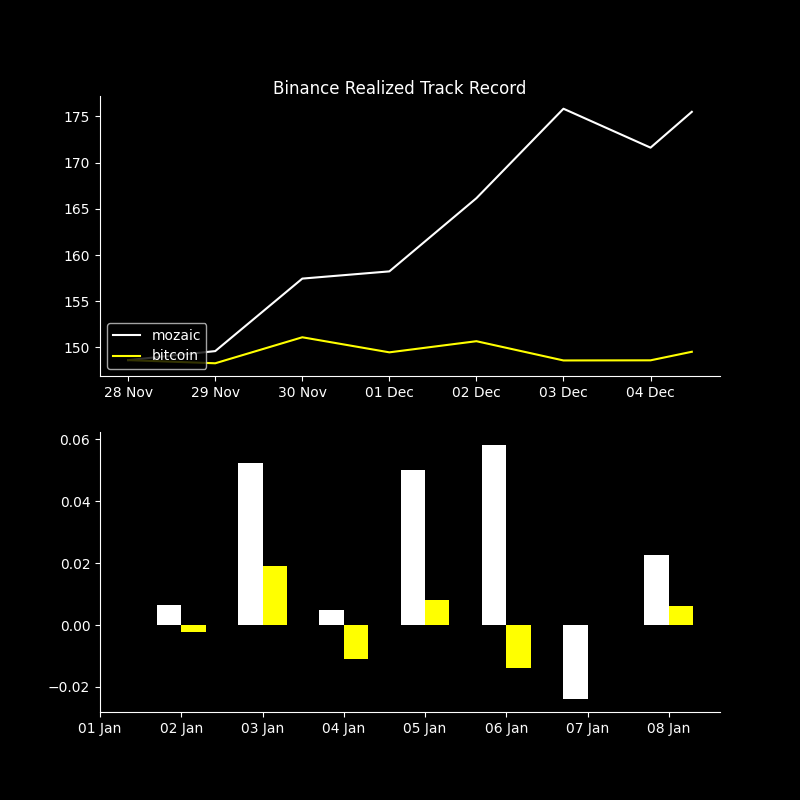 Binance Realized Track Record
175
170
165
160
155
150
mozaic
bitcoin
28 Nov 29 Nov 30 Nov 01 Dec 02 Dec 03 Dec 04 Dec
0.06
0.04
0.02
0.00
−0.02
01 Jan 02 Jan 03 Jan 04 Jan 05 Jan 06 Jan 07 Jan 08 Jan